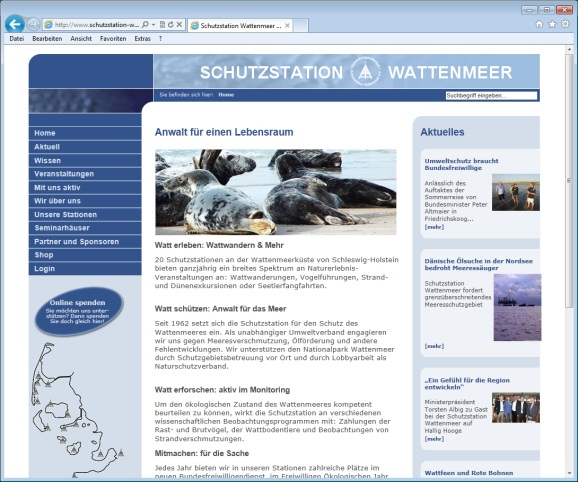 http://www.schutzstation-w...
Schutzstation Wattenmeer ...
Datei Bearbeiten Ansicht Favoriten Extras ?
SCHUTZSTATION WATTENMEER
Sie befinden sich hier: Home
Suchbegriff eingeben...
Home
Aktuell
Wissen
Veranstaltungen
Mit uns aktiv
Wir über uns
Unsere Stationen
Seminarhäuser
Partner und Sponsoren
Shop
Login
Online spenden
Sie möchten uns unter-
stützen? Dann spenden
Sie doch gleich hier!
Anwalt für einen Lebensraum
Watt erleben: Wattwandern & Mehr
20 Schutzstationen an der Wattenmeerküste von Schleswig-Holstein
bieten ganzjährig ein breites Spektrum an Naturerlebnis-
Veranstaltungen an: Wattwanderungen, Vogelführungen, Strand-
und Dünenexkursionen oder Seetierfangfahrten.
Watt schützen: Anwalt für das Meer
Seit 1962 setzt sich die Schutzstation für den Schutz des
Wattenmeeres ein. Als unabhängiger Umweltverband engagieren
wir uns gegen Meeresverschmutzung, Ölförderung und andere
Fehlentwicklungen. Wir unterstützen den Nationalpark Wattenmeer
durch Schutzgebietsbetreuung vor Ort und durch Lobbyarbeit als
Naturschutzverband.
Watt erforschen: aktiv im Monitoring
Um den ökologischen Zustand des Wattenmeeres kompetent
beurteilen zu können, wirkt die Schutzstation an verschiedenen
wissenschaftlichen Beobachtungsprogrammen mit: Zählungen der
Rast- und Brutvögel, der Wattbodentiere und Beobachtungen von
Strandverschmutzungen.
Mitmachen: für die Sache
Jedes Jahr bieten wir in unseren Stationen zahlreiche Plätze im
neuen Bundesfreiwilligendienst, im Freiwilligen Ökologischen Jahr
Aktuelles
Umweltschutz braucht
Bundesfreiwillige
Anlässlich des
Auftaktes der
Sommerreise von
Bundesminister Peter
Altmaier in
Friedrichskoog...
[mehr]
Dänische Ölsuche in der Nordsee
bedroht Meeressäuger
Schutzstation
Wattenmeer fordert
grenzüberschreitendes
Meeresschutzgebiet
[mehr]
„Ein Gefühl für die Region
entwickeln"
Ministerpräsident
Torsten Albig zu Gast
bei der Schutzstation
Wattenmeer auf
Hallig Hooge
[mehr]
Wattfeen und Rote Bohnen